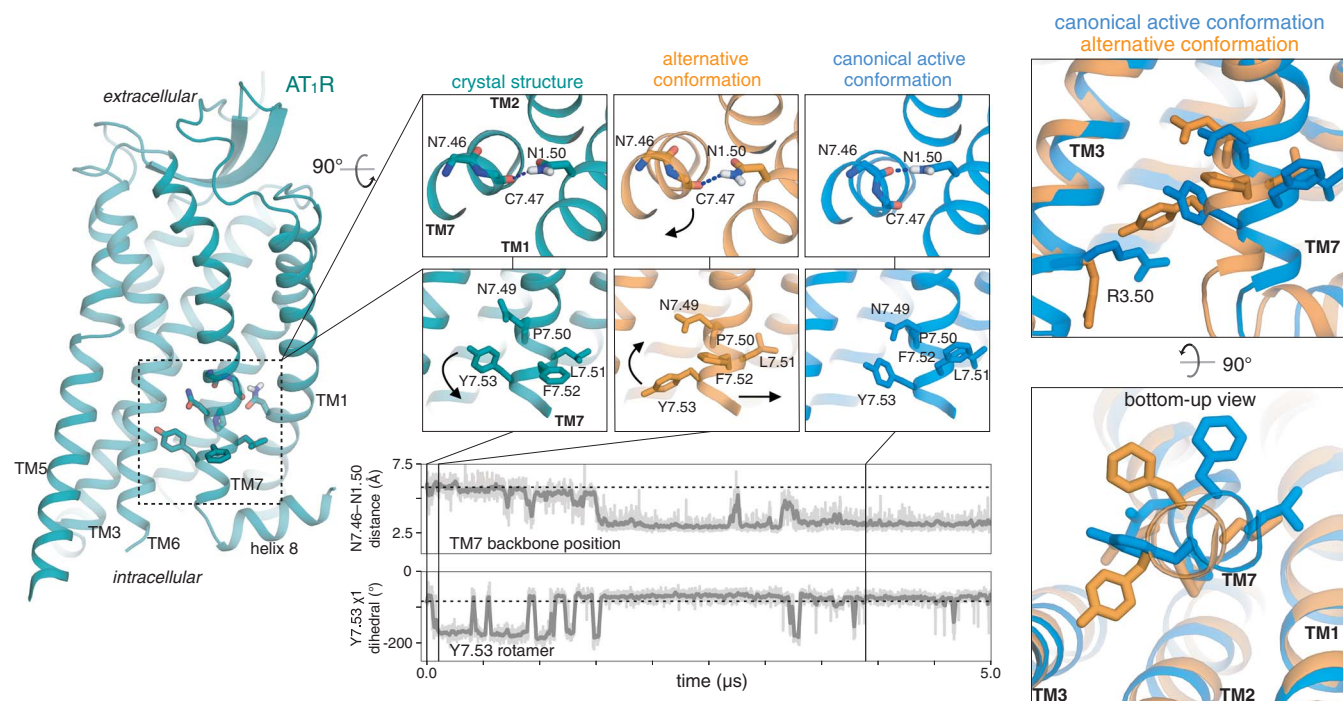 AT₁R
extracellular
90°
TM5
TM3
TM6
TM7
TM1
helix 8
intracellular
crystal structure
alternative
conformation
canonical active
conformation
TM2
N7.46
N1.50
C7.47
TM7
TM1
N7.46
N1.50
C7.47
N7.46
N1.50
C7.47
N7.49
P7.50
L7.51
Y7.53
F7.52
TM7
N7.49
P7.50
L7.51
F7.52
Y7.53
N7.49
P7.50
F7.52
L7.51
Y7.53
N7.46–N1.50
distance (Å)
7.5
2.5
TM7 backbone position
Y7.53 χ1
dihedral (°)
0
-200
Y7.53 rotamer
0.0
5.0
time (µs)
canonical active conformation
alternative conformation
TM3
TM7
R3.50
90°
bottom-up view
TM7
TM1
TM3
TM2